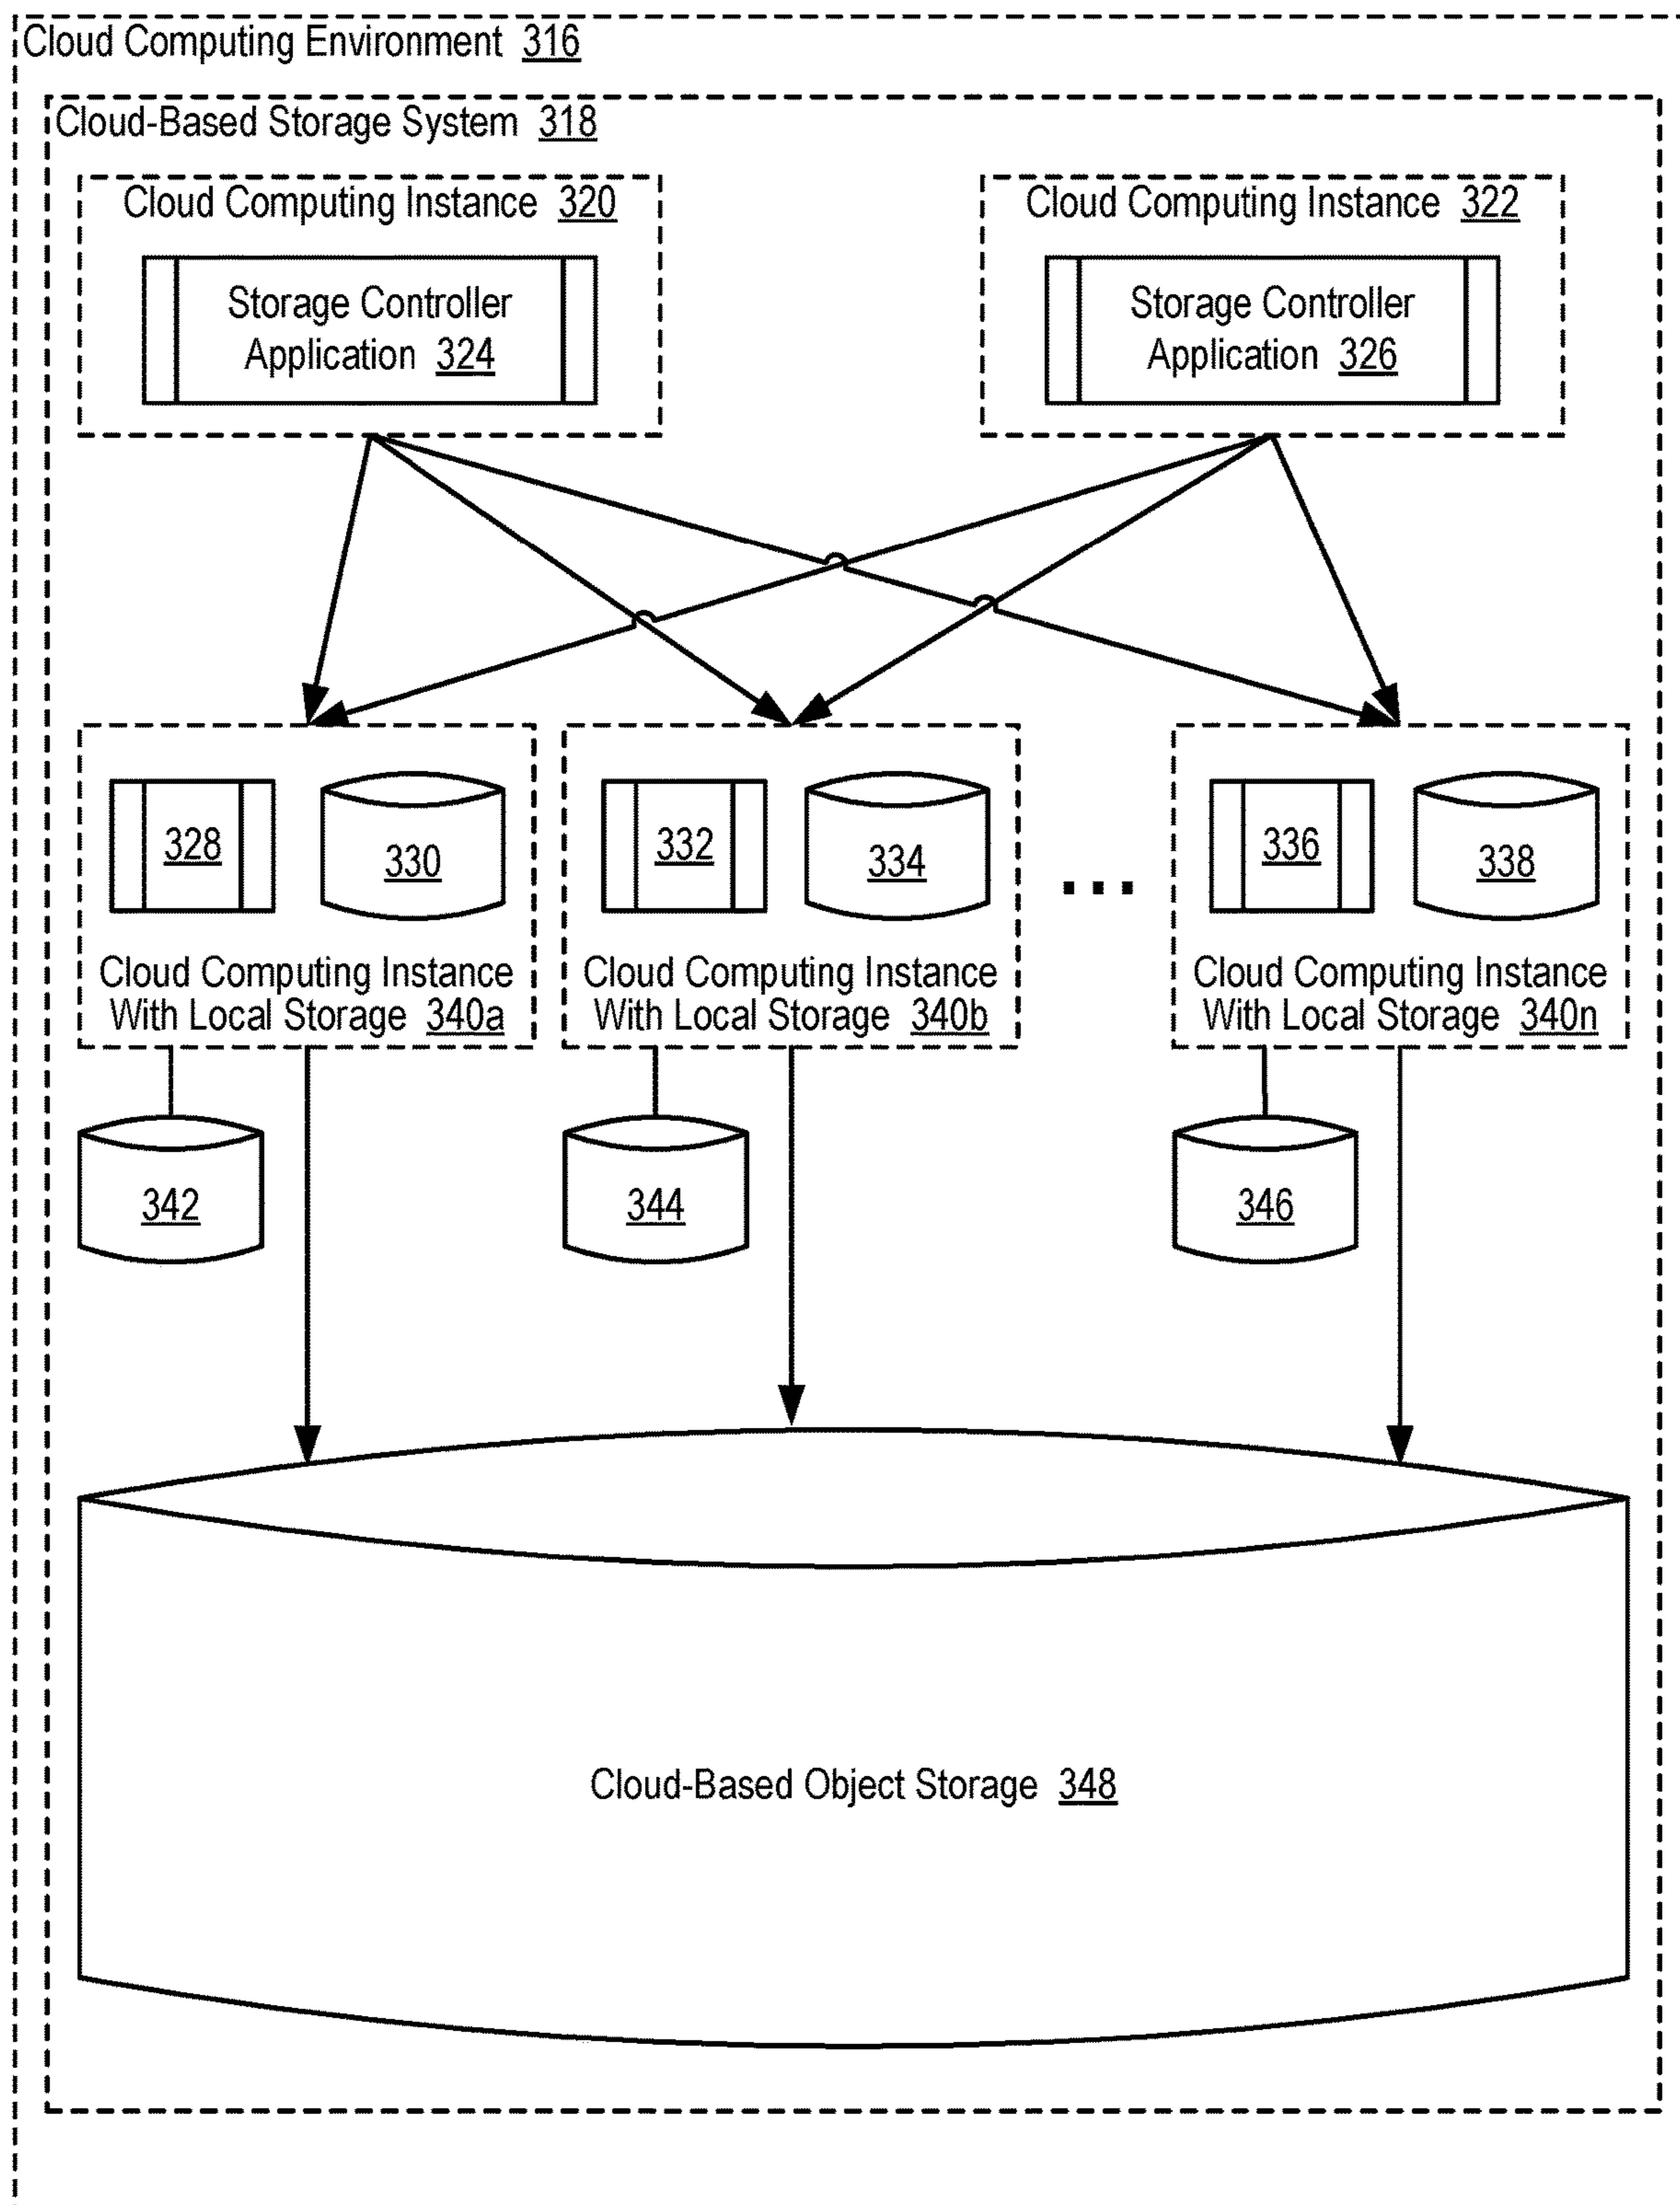 Cloud Computing Environment 316
Cloud-Based Storage System 318
Cloud Computing Instance 320
Storage Controller
Application 324
Cloud Computing Instance 322
Storage Controller
Application 326
328
330
Cloud Computing Instance
With Local Storage 340a
332
334
Cloud Computing Instance
With Local Storage 340b
...
336
338
Cloud Computing Instance
With Local Storage 340n
342
344
346
Cloud-Based Object Storage 348